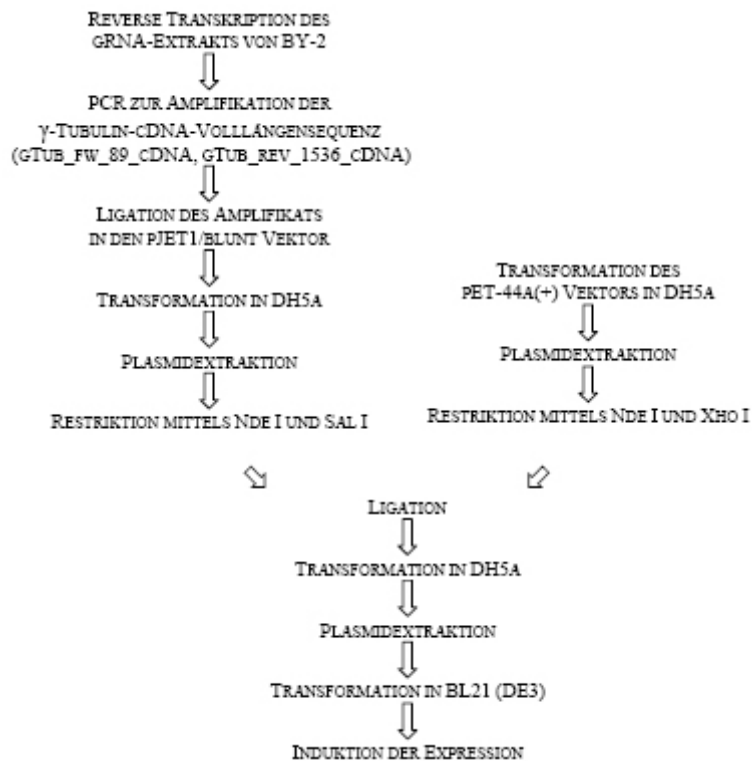 REVERSE TRANSKRIPTION DES
GRNA-EXTRAKTS VON BY-2
PCR ZUR AMPLIFIKATION DER
γ-TUBULIN-CDNA-VOLLLÄNGENSEQUENZ
(GTUB_FW_89_CDNA, GTUB_REV_1536_CDNA)
LIGATION DES AMPLIFIKATS
IN DEN PJET1/BLUNT VEKTOR
TRANSFORMATION IN DH5A
PLASMIDEXTRAKTION
RESTRIKTION MITTELS NDE I UND SAL I
TRANSFORMATION DES
PET-44A(+) VEKTORS IN DH5A
PLASMIDEXTRAKTION
RESTRIKTION MITTELS NDE I UND XHO I
LIGATION
TRANSFORMATION IN DH5A
PLASMIDEXTRAKTION
TRANSFORMATION IN BL21 (DE3)
INDUKTION DER EXPRESSION